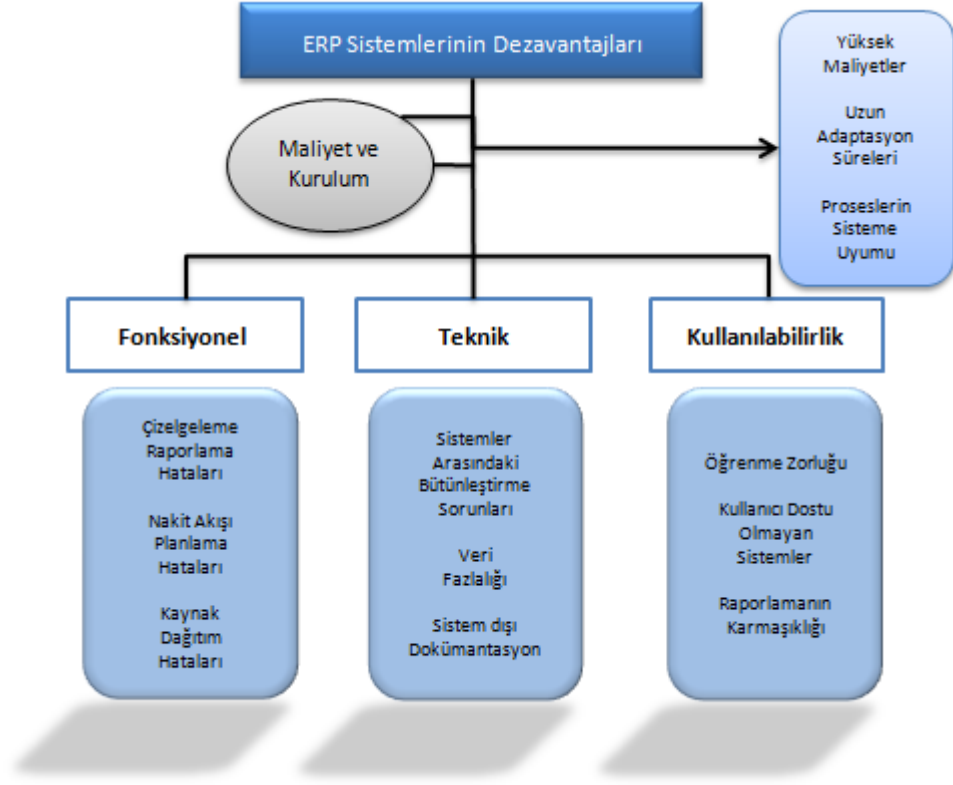 ERP Sistemlerinin Dezavantajları
Maliyet ve
Kurulum
Yüksek
Maliyetler
Uzun
Adaptasyon
Süreleri
Proseslerin
Sisteme
Uyumu
Fonksiyonel
Çizelgeleme
Raporlama
Hataları
Nakit Akışı
Planlama
Hataları
Kaynak
Dağıtım
Hataları
Teknik
Sistemler
Arasındaki
Bütünleştirme
Sorunları
Veri
Fazlalığı
Sistem dışı
Dokümantasyon
Kullanılabilirlik
Öğrenme Zorluğu
Kullanıcı Dostu
Olmayan
Sistemler
Raporlamanın
Karmaşıklığı